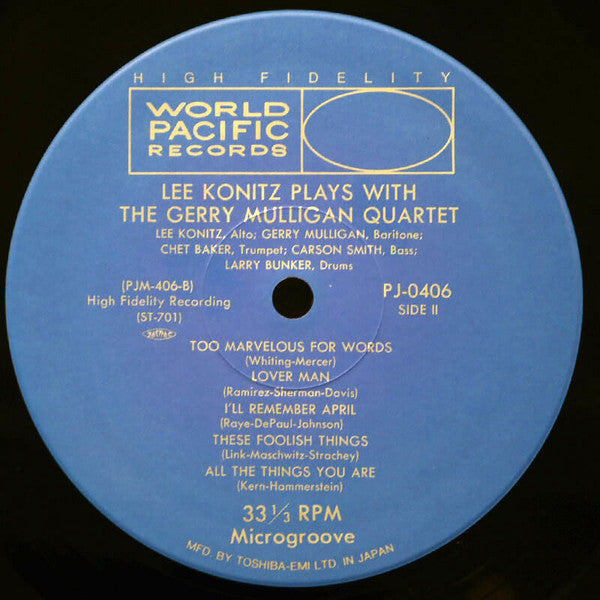 HIGH FIDELITY
WORLD
PACIFIC
RECORDS
LEE KONITZ PLAYS WITH
THE GERRY MULLIGAN QUARTET
LEE KONITZ, Alto; GERRY MULLIGAN, Baritone;
CHET BAKER, Trumpet; CARSON SMITH, Bass;
LARRY BUNKER, Drums
(PJM-406-B)
High Fidelity Recording
(ST-701)
PJ-0406
SIDE II
TOO MARVELOUS FOR WORDS
(Whiting-Mercer)
LOVER MAN
(Ramirez-Sherman-Davis)
I'LL REMEMBER APRIL
(Raye-DePaul-Johnson)
THESE FOOLISH THINGS
(Link-Maschwitz-Strachey)
ALL THE THINGS YOU ARE
(Kern-Hammerstein)
33 1/3 RPM
Microgroove
MFD. BY TOSHIBA-EMI LTD. IN JAPAN